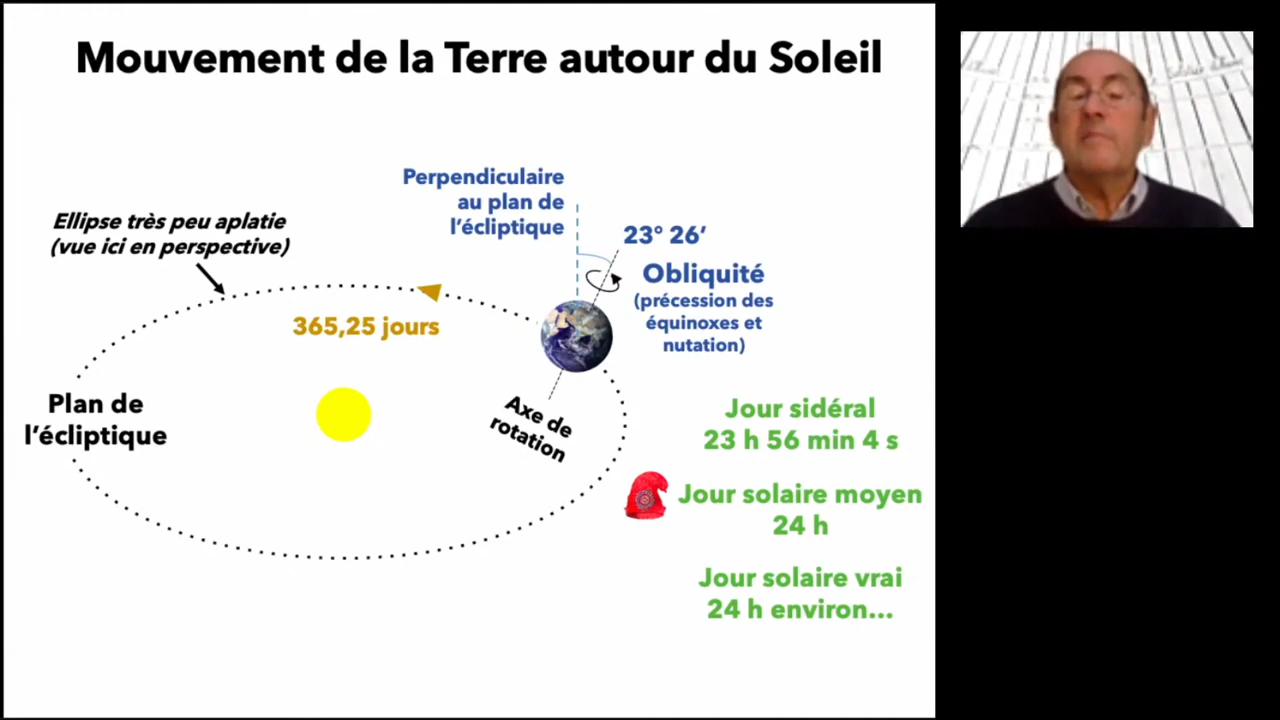 Mouvement de la Terre autour du Soleil
Perpendiculaire
au plan de
l’écliptique
Ellipse très peu aplatie
(vue ici en perspective)
23° 26’
Obliquité
(précession des
équinoxes et
nutation)
365,25 jours
Plan de
l’écliptique
Axe de
rotation
Jour sidéral
23 h 56 min 4 s
Jour solaire moyen
24 h
Jour solaire vrai
24 h environ...